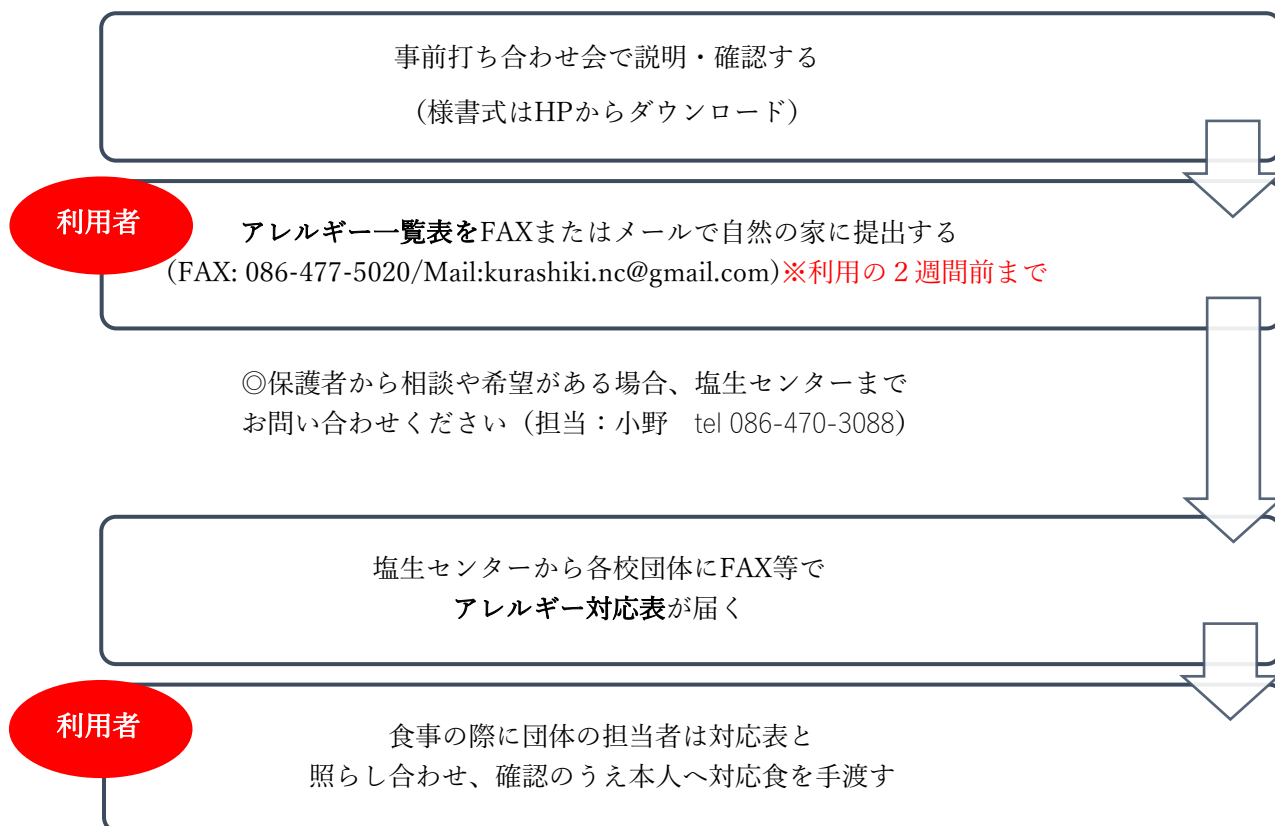 事前打ち合わせ会で説明・確認する
（様書式はHPからダウンロード）
利用者
アレルギー一覧表をFAXまたはメールで自然の家に提出する
(FAX: 086-477-5020/Mail:kurashiki.nc@gmail.com)※利用の２週間前まで
◎保護者から相談や希望がある場合、塩生センターまで
お問い合わせください（担当：小野　tel 086-470-3088）
塩生センターから各校団体にFAX等で
アレルギー対応表が届く
利用者
食事の際に団体の担当者は対応表と
照らし合わせ、確認のうえ本人へ対応食を手渡す